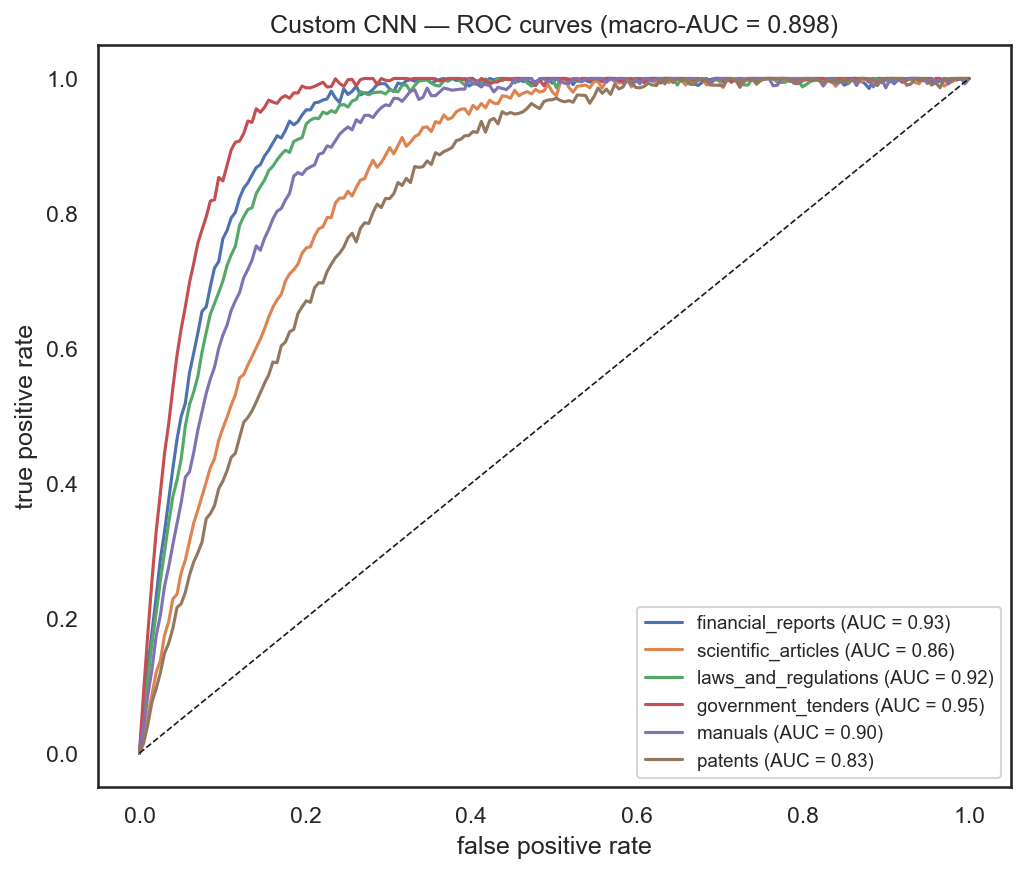 Custom CNN — ROC curves (macro-AUC = 0.898)
true positive rate
1.0
0.8
0.6
0.4
0.2
0.0
0.0 0.2 0.4 0.6 0.8 1.0
false positive rate
financial_reports (AUC = 0.93)
scientific_articles (AUC = 0.86)
laws_and_regulations (AUC = 0.92)
government_tenders (AUC = 0.95)
manuals (AUC = 0.90)
patents (AUC = 0.83)